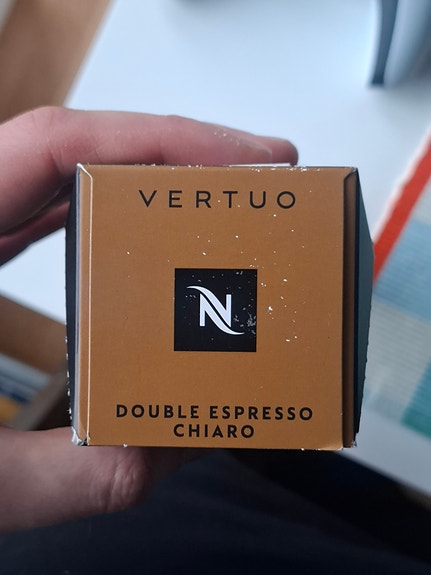 VERTUO
N
DOUBLE ESPRESSO
CHIARO